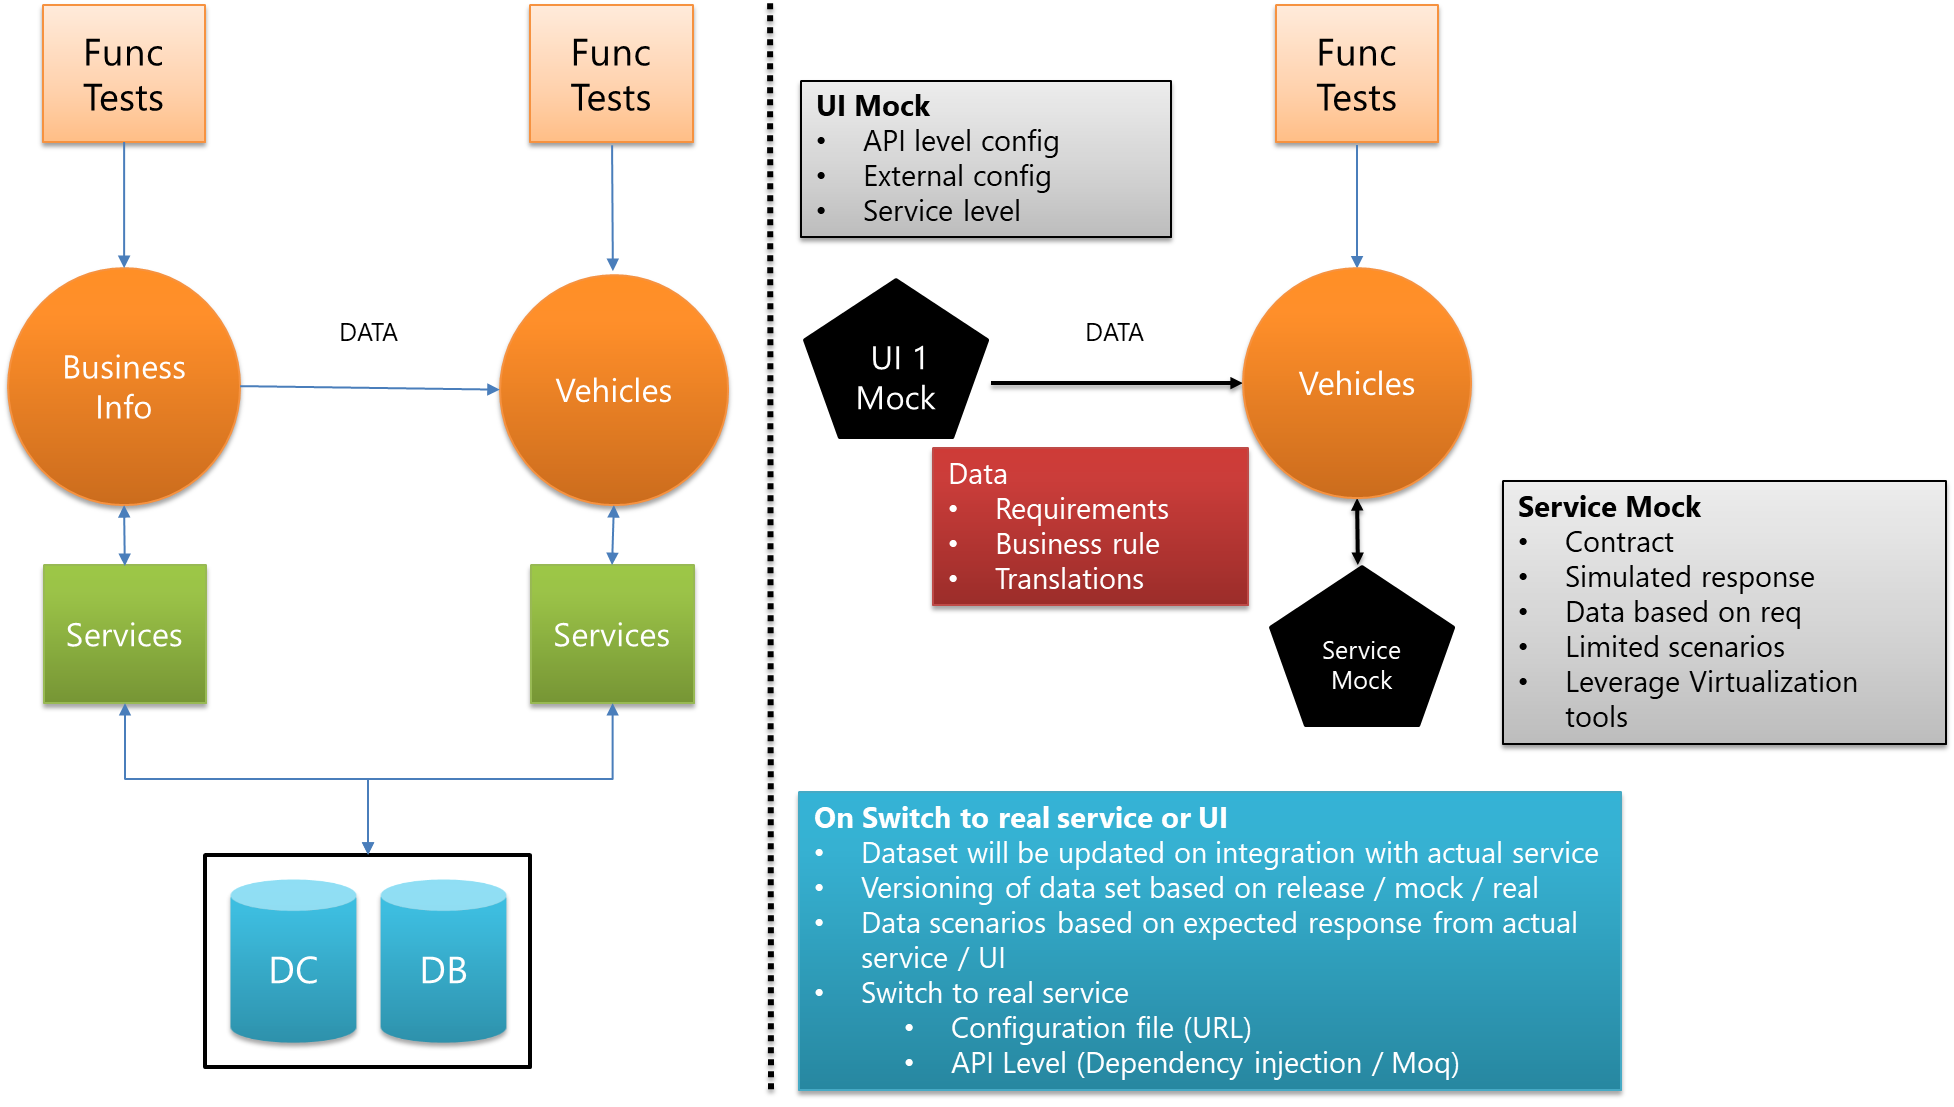 Func
Tests
Func
Tests
DATA
Business
Info
Vehicles
Services
Services
DC
DB
Func
Tests
UI Mock
• API level config
• External config
• Service level
UI 1
Mock
DATA
Vehicles
Data
• Requirements
• Business rule
• Translations
Service
Mock
Service Mock
• Contract
• Simulated response
• Data based on req
• Limited scenarios
• Leverage Virtualization
tools
On Switch to real service or UI
• Dataset will be updated on integration with actual service
• Versioning of data set based on release / mock / real
• Data scenarios based on expected response from actual
service / UI
• Switch to real service
• Configuration file (URL)
• API Level (Dependency injection / Moq)